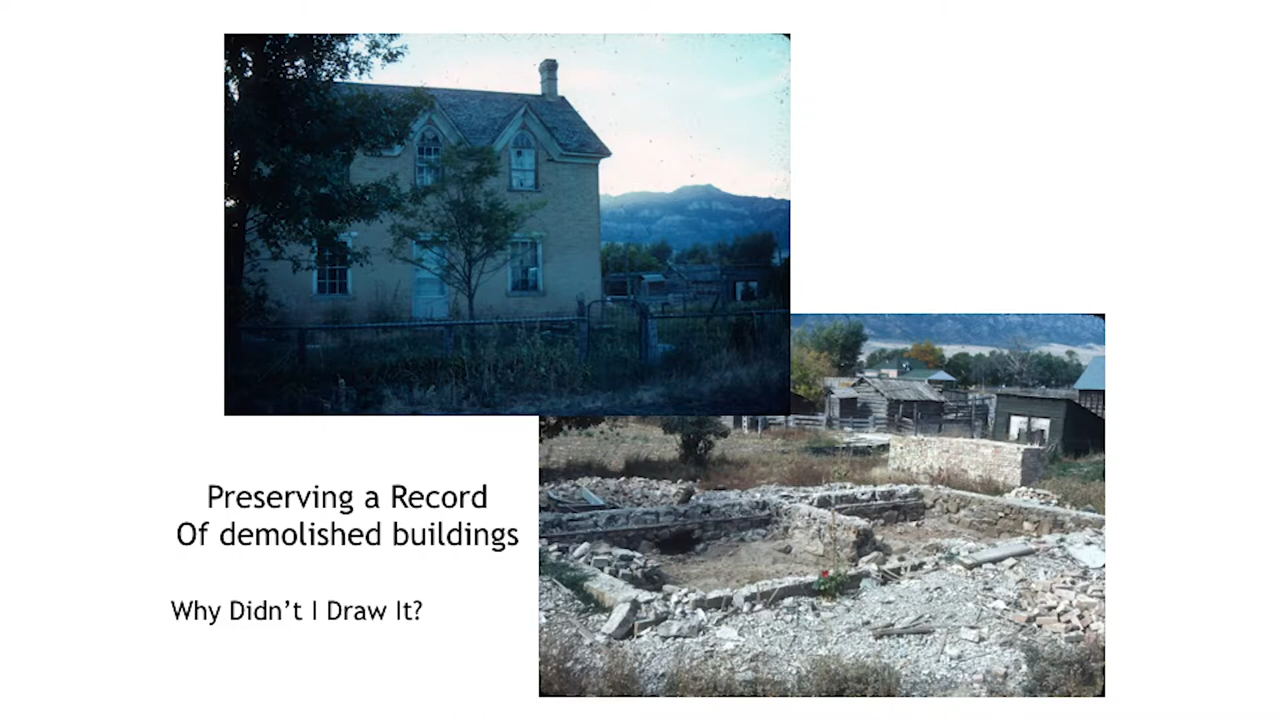 Preserving a Record
Of demolished buildings
Why Didn’t I Draw It?